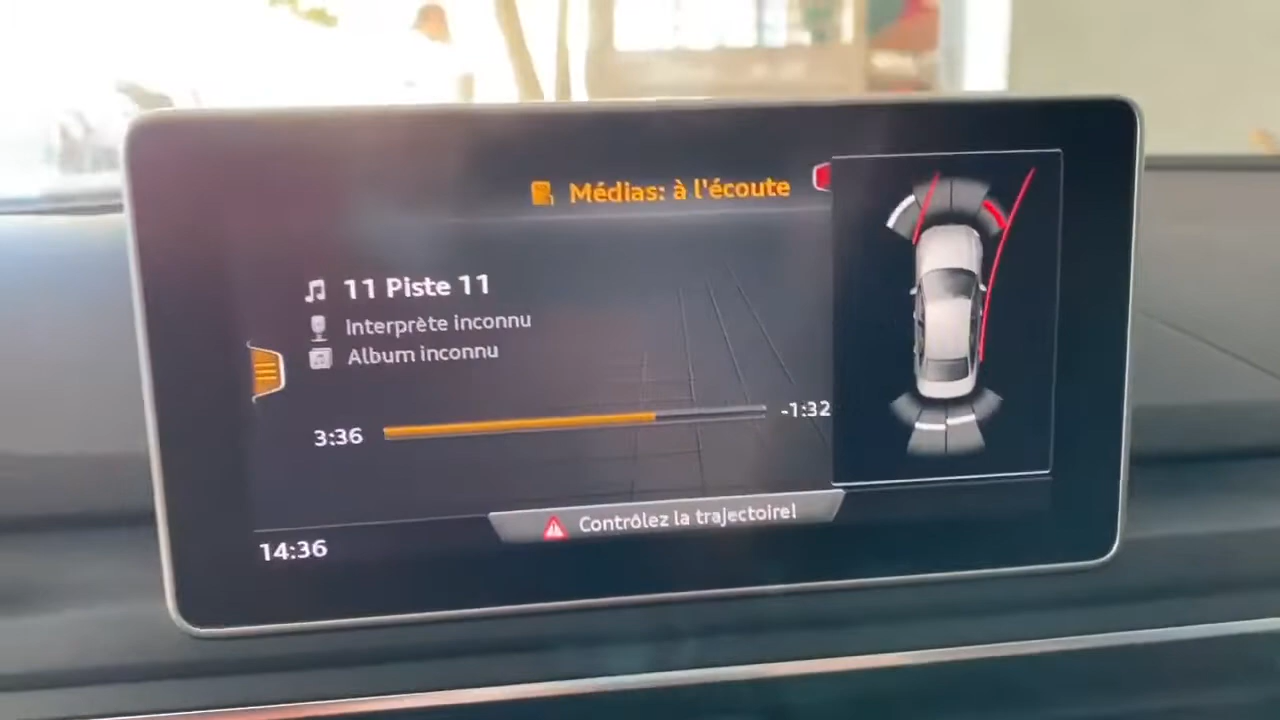 Médias: à l'écoute
11 Piste 11
Interprète inconnu
Album inconnu
3:36
-1:32
Contrôlez la trajectoire!
14:36